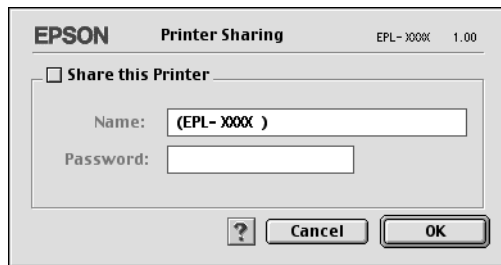 EPSON Printer Sharing EPL-XXXX 1.00
Share this Printer
Name: (EPL-XXXX )
Password:
? Cancel OK